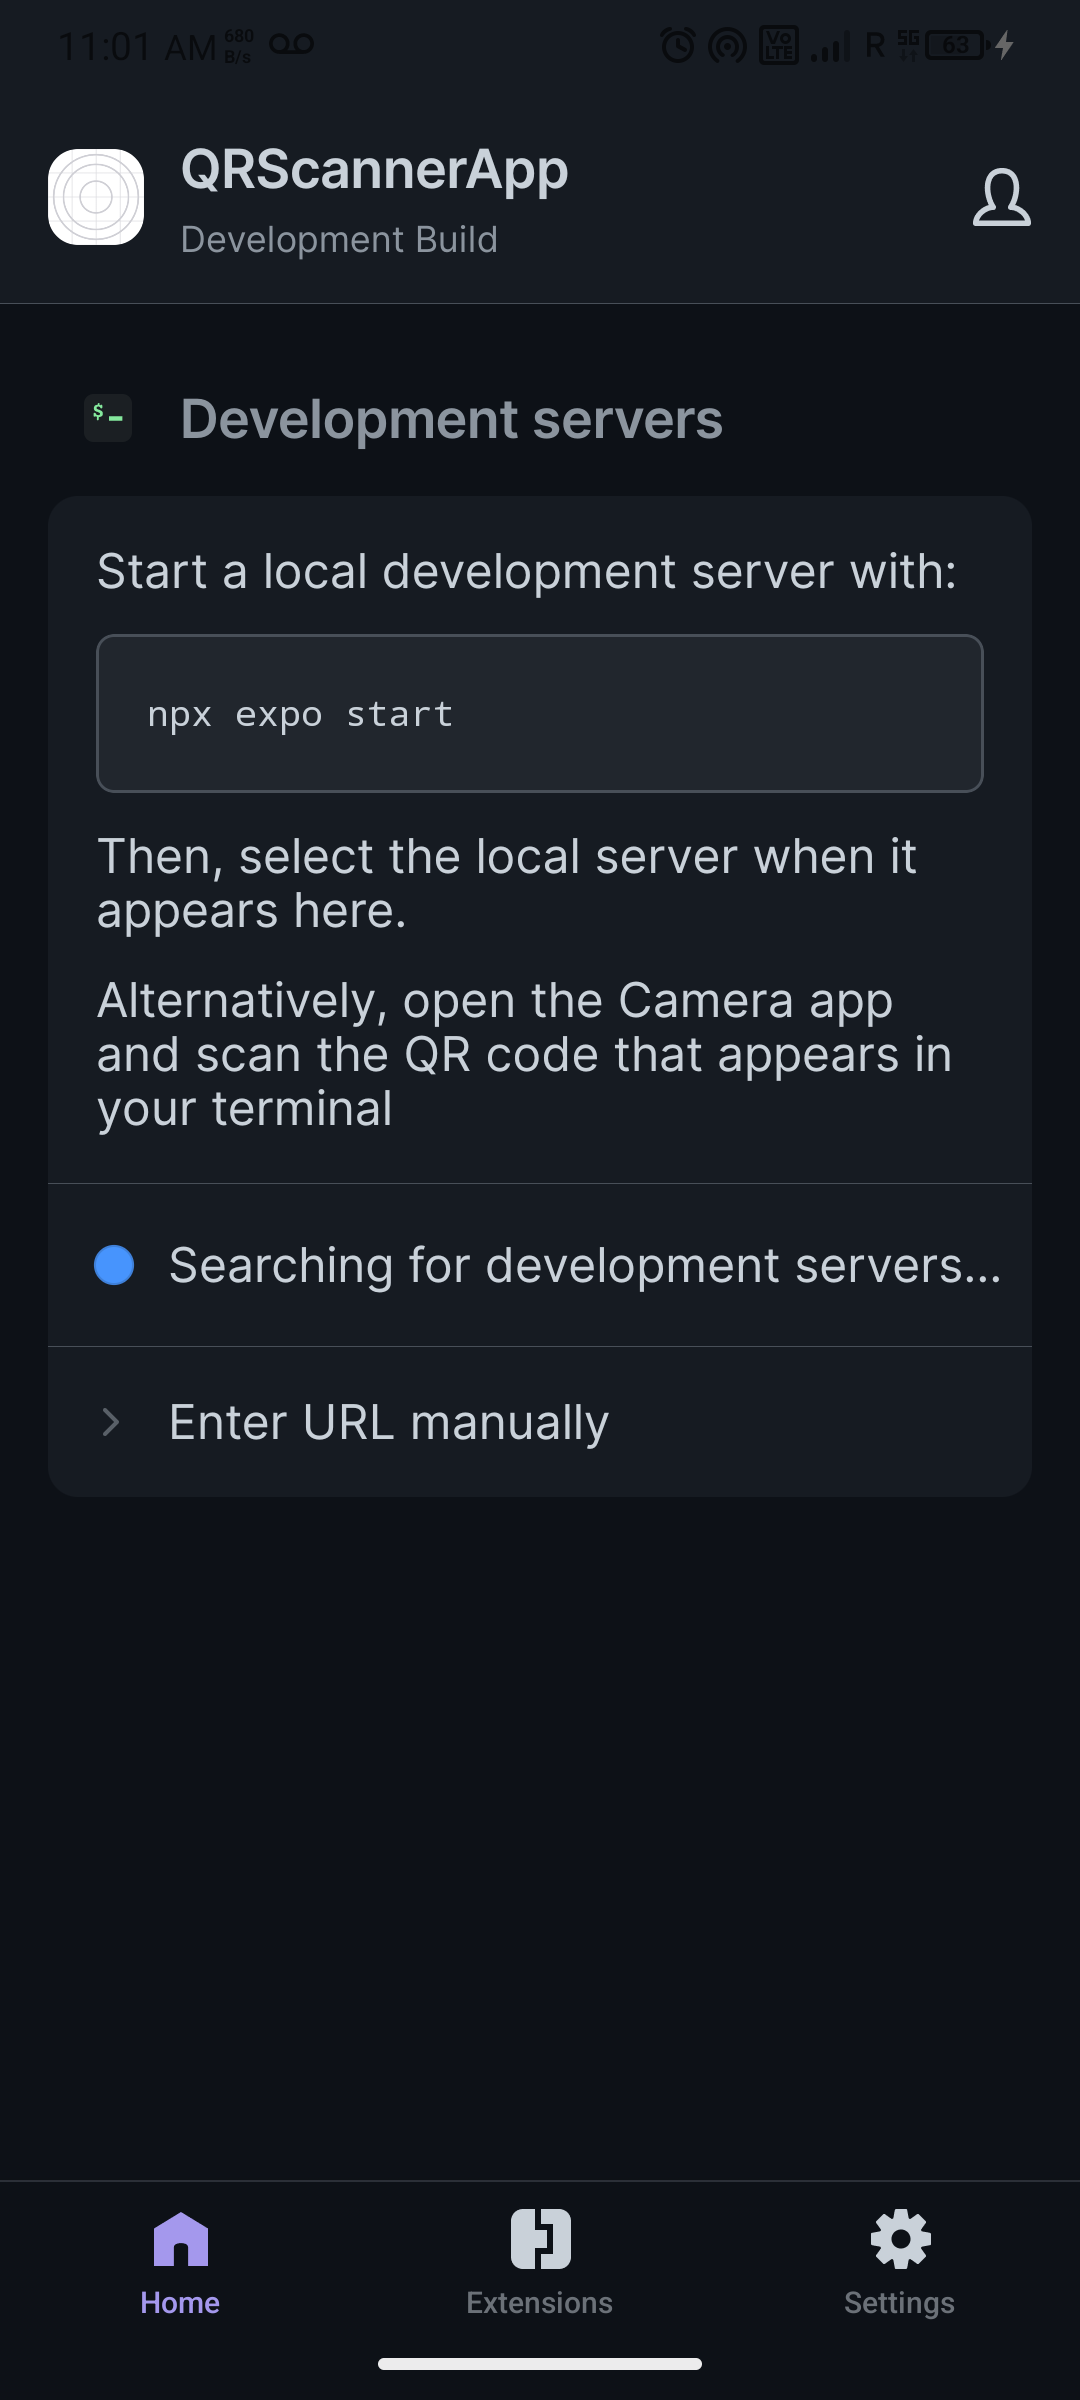 11:01 AM 680 B/s Vo LTE R 5G 63
QRScannerApp
Development Build
$ Development servers
Start a local development server with:
npx expo start
Then, select the local server when it
appears here.
Alternatively, open the Camera app
and scan the QR code that appears in
your terminal
Searching for development servers...
Enter URL manually
Home Extensions Settings